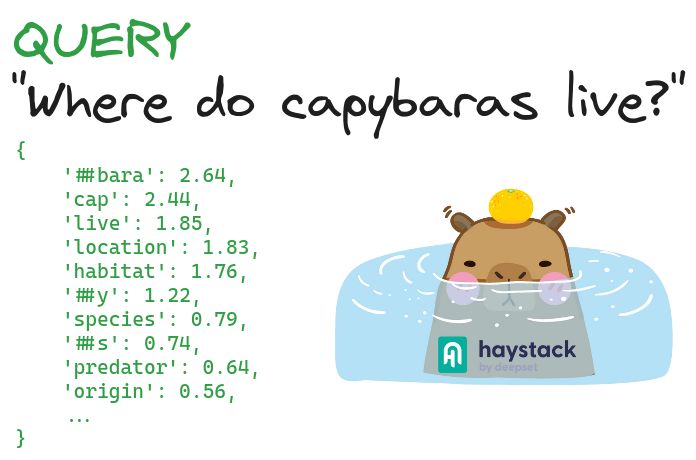 QUERY
"Where do capybaras live?"
{
'##bara': 2.64,
'cap': 2.44,
'live': 1.85,
'location': 1.83,
'habitat': 1.76,
'##y': 1.22,
'species': 0.79,
'##s': 0.74,
'predator': 0.64,
'origin': 0.56,
...
}
haystack
by deepset